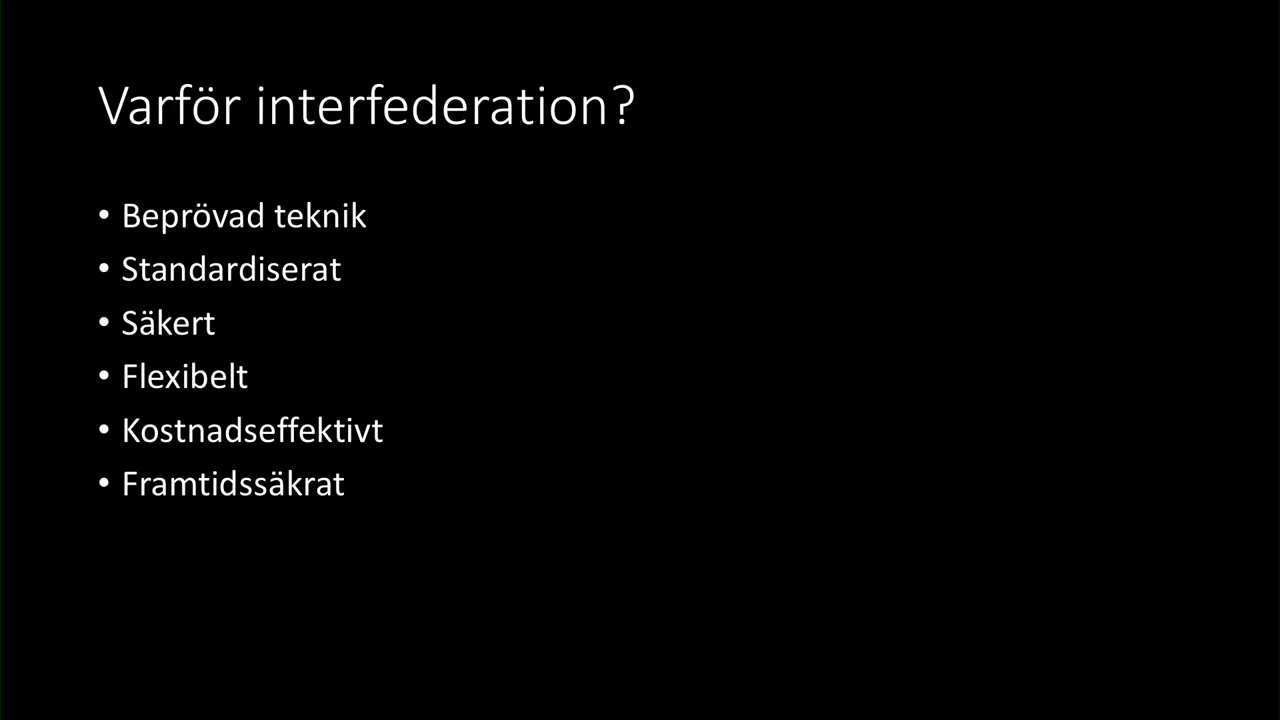 Varför interfederation?
• Beprövad teknik
• Standardiserat
• Säkert
• Flexibelt
• Kostnadseffektivt
• Framtidssäkrat